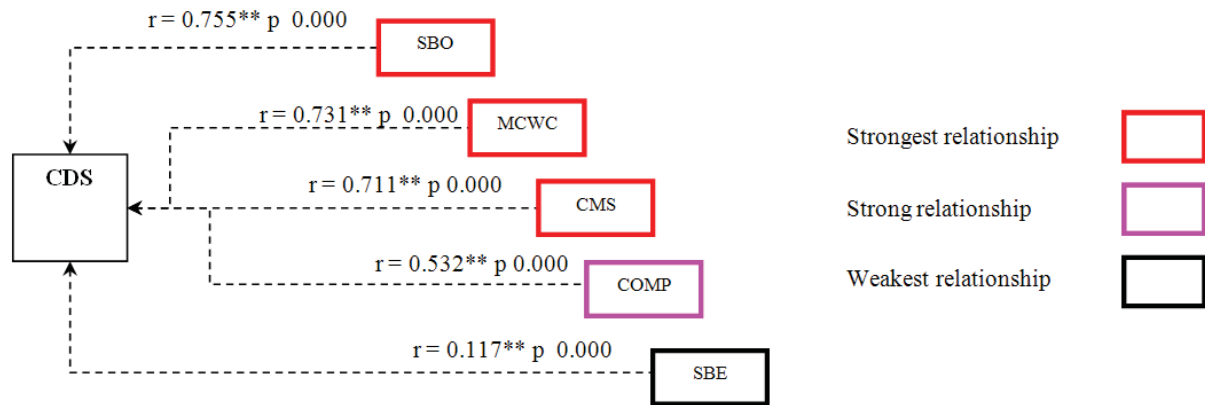 r = 0.755** p 0.000
SBO
r = 0.731** p 0.000
MCWC
Strongest relationship
CDS
r = 0.711** p 0.000
CMS
Strong relationship
r = 0.532** p 0.000
COMP
Weakest relationship
r = 0.117** p 0.000
SBE